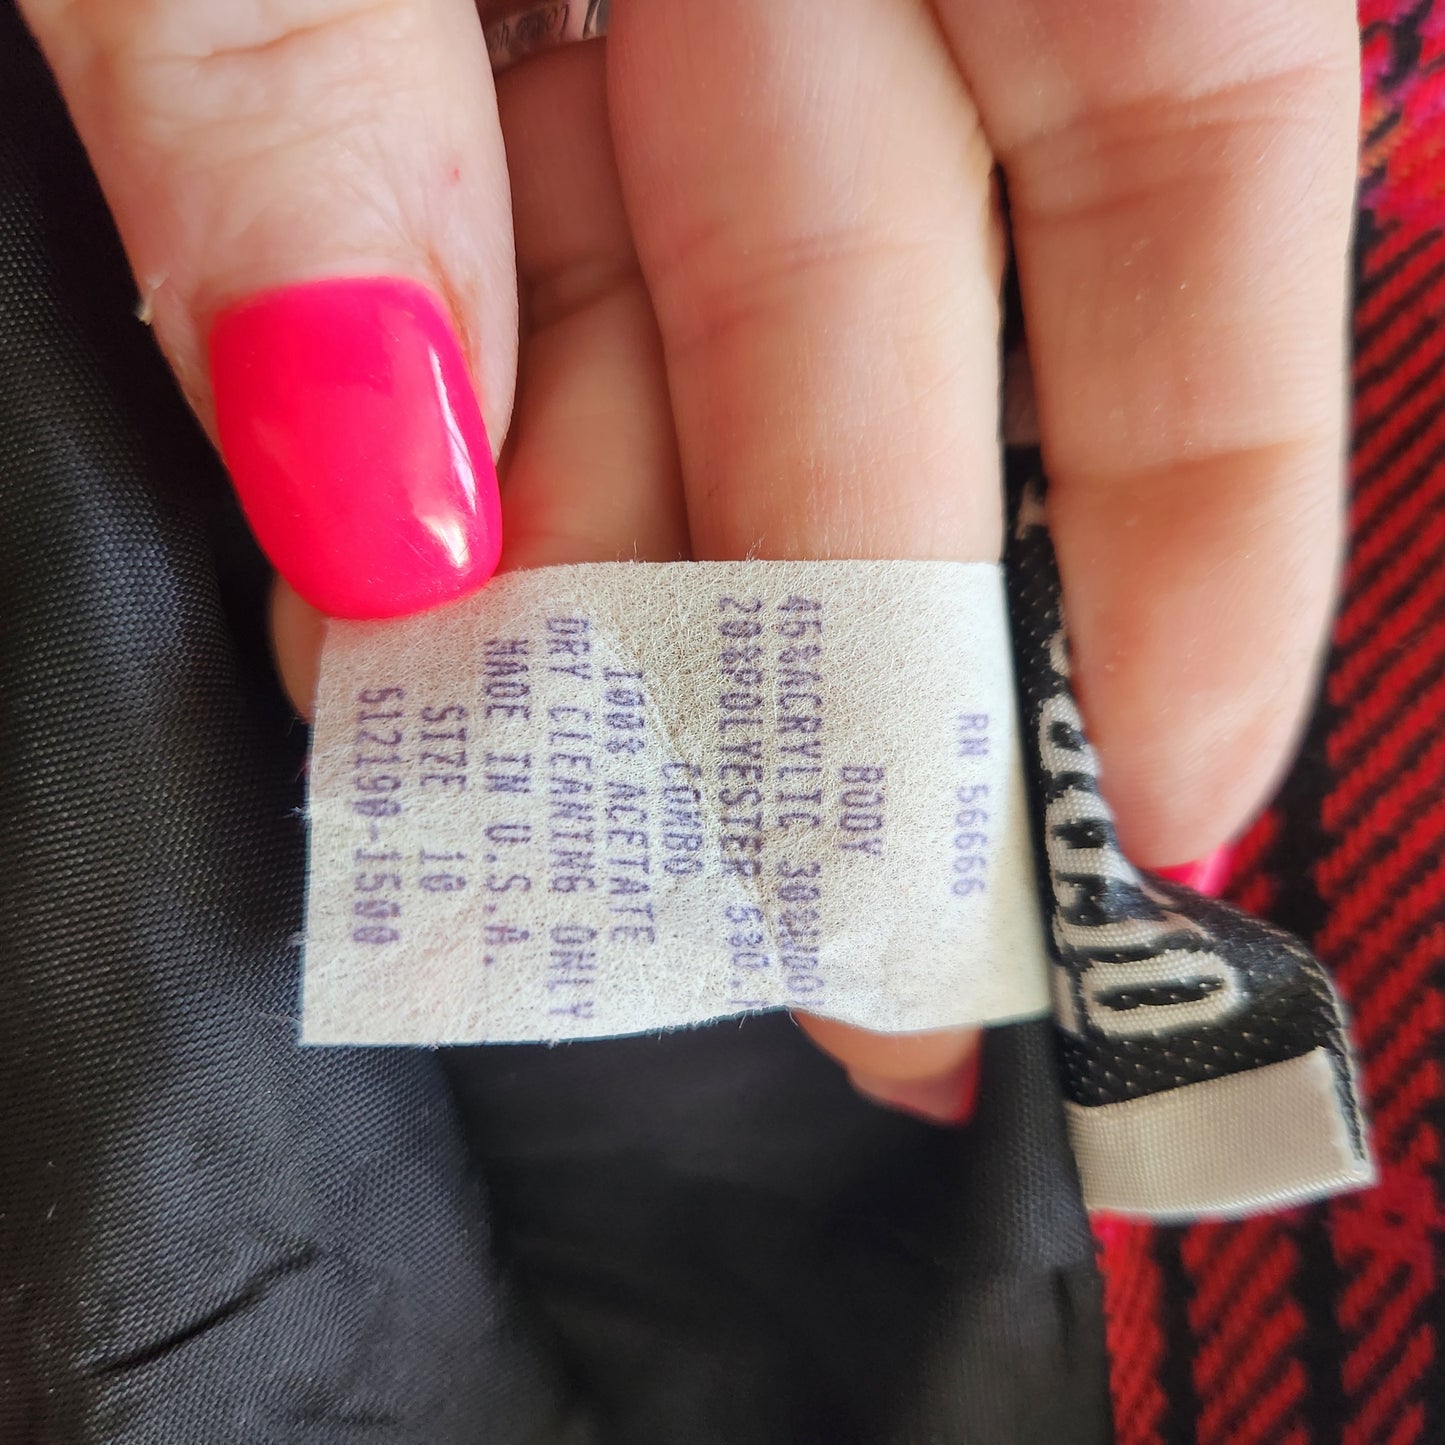 RN 56666
BODY
45%ACRYLIC 30%WOOL
20%POLYESTER 5%O.F
COMBO
100% ACETATE
DRY CLEANING ONLY
MADE IN U.S.A.
SIZE 10
512190-1500